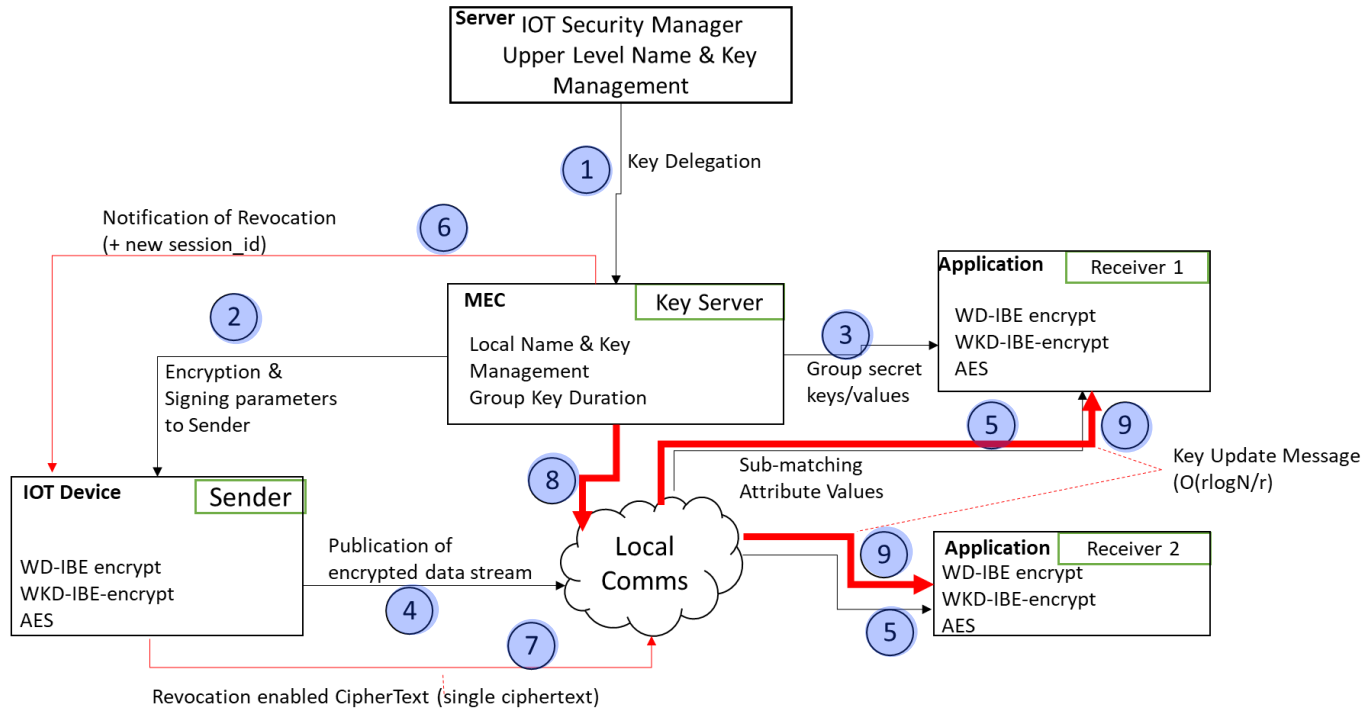 Server IOT Security Manager
Upper Level Name & Key
Management
1
Key Delegation
Notification of Revocation
(+ new session_id)
6
2
Encryption &
Signing parameters
to Sender
MEC
Key Server
Local Name & Key
Management
Group Key Duration
3
Group secret
keys/values
Application
Receiver 1
WD-IBE encrypt
WKD-IBE-encrypt
AES
5
9
Key Update Message
(O(rlogN/r)
8
Sub-matching
Attribute Values
IOT Device
Sender
WD-IBE encrypt
WKD-IBE-encrypt
AES
Publication of
encrypted data stream
4
Local
Comms
9
5
Application
Receiver 2
WD-IBE encrypt
WKD-IBE-encrypt
AES
7
Revocation enabled CipherText (single ciphertext)